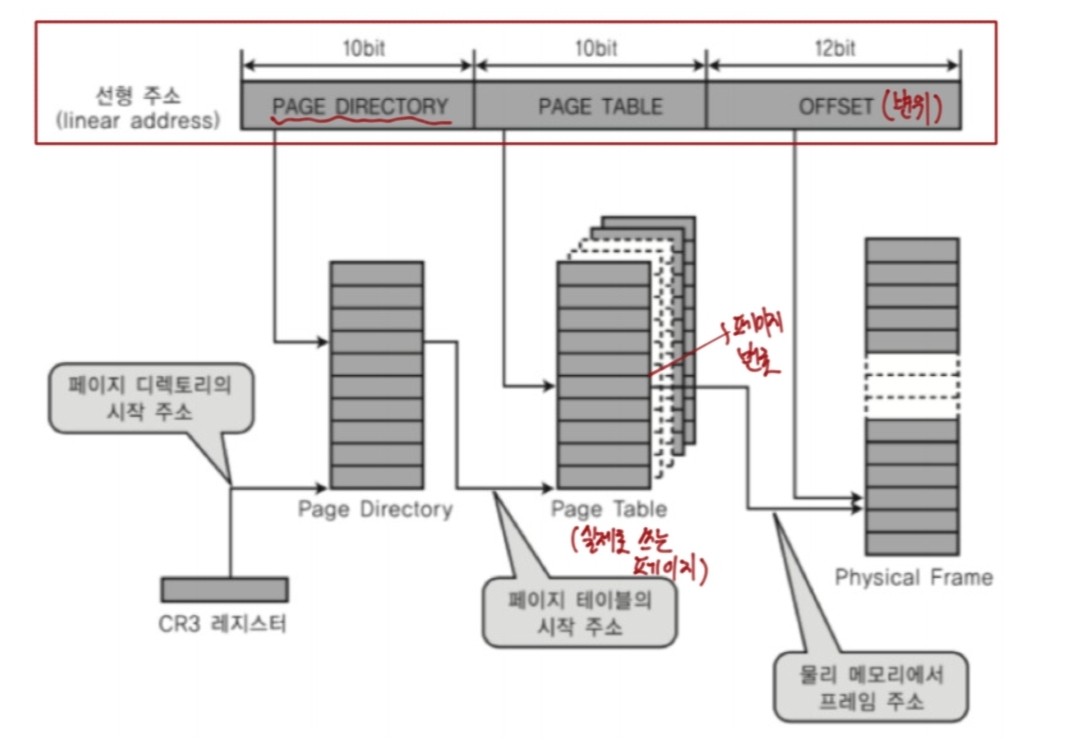 10bit
10bit
12bit
선형 주소
(linear address)
PAGE DIRECTORY
PAGE TABLE
OFFSET (변위)
페이지
번호
페이지 디렉토리의
시작 주소
Page Directory
Page Table
(실제로 쓰는
페이지)
Physical Frame
CR3 레지스터
페이지 테이블의
시작 주소
물리 메모리에서
프레임 주소